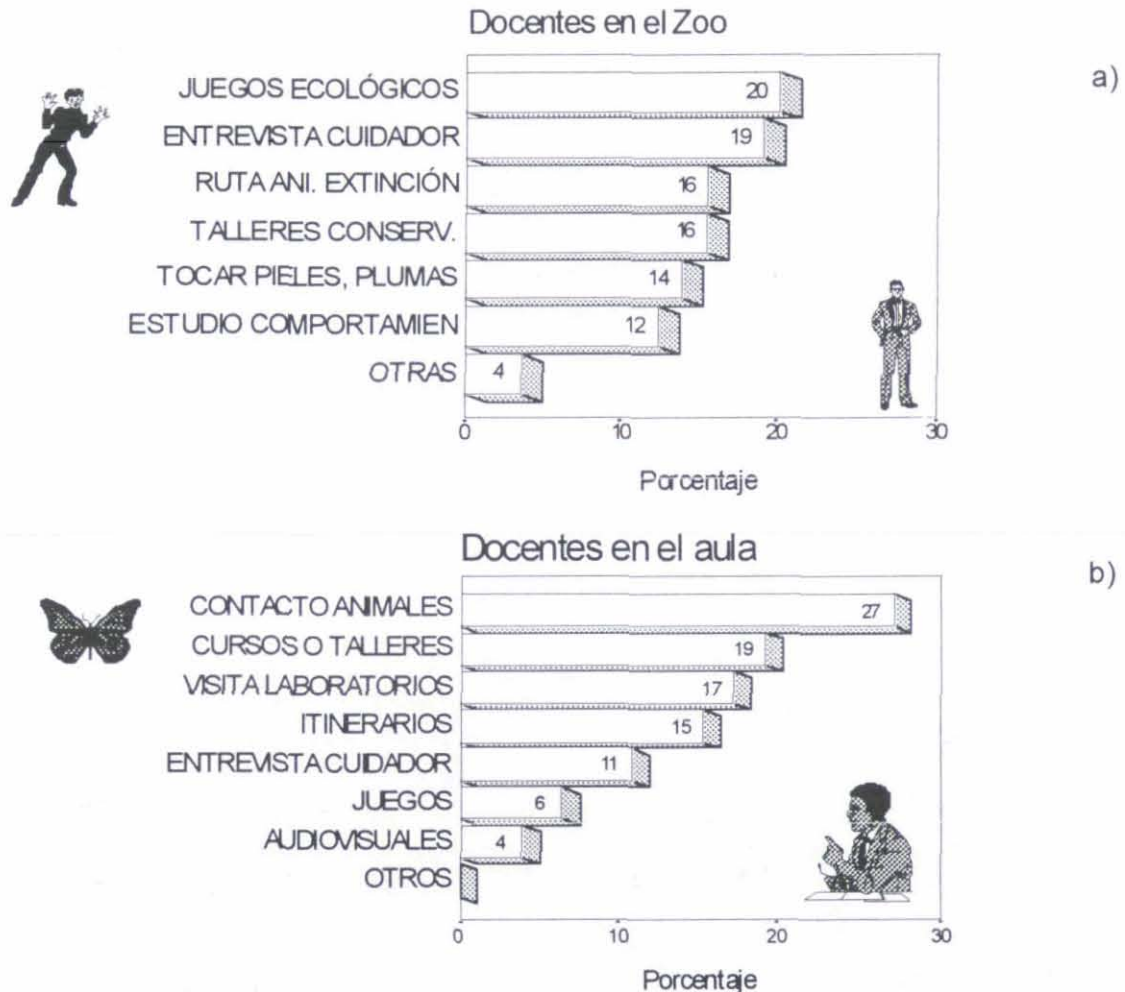 Docentes en el Zoo
a)
JUEGOS ECOLÓGICOS 20
ENTREVISTA CUIDADOR 19
RUTA ANI. EXTINCIÓN 16
TALLERES CONSERV. 16
TOCAR PIELES, PLUMAS 14
ESTUDIO COMPORTAMIEN 12
OTRAS 4
0 10 20 30
Porcentaje
Docentes en el aula
b)
CONTACTO ANIMALES 27
CURSOS O TALLERES 19
VISITA LABORATORIOS 17
ITINERARIOS 15
ENTREVISTA CUIDADOR 11
JUEGOS 6
AUDIOVISUALES 4
OTROS
0 10 20 30
Porcentaje